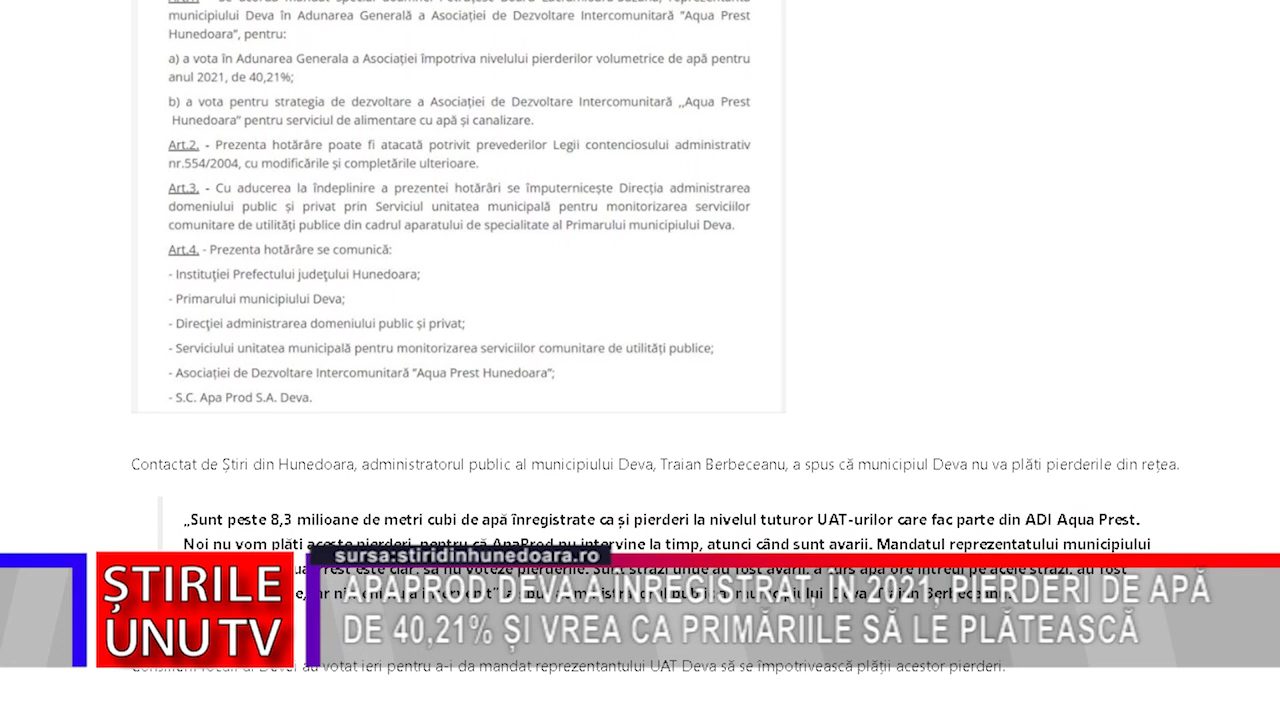 municipiului Deva în Adunarea Generală a Asociației de Dezvoltare Intercomunitară ”Aqua Prest
Hunedoara”, pentru:
a) a vota în Adunarea Generala a Asociației împotriva nivelului pierderilor volumetrice de apă pentru
anul 2021, de 40,21%;
b) a vota pentru strategia de dezvoltare a Asociației de Dezvoltare Intercomunitară ,,Aqua Prest
Hunedoara” pentru serviciul de alimentare cu apă și canalizare.
Art.2. - Prezenta hotărâre poate fi atacată potrivit prevederilor Legii contenciosului administrativ
nr.554/2004, cu modificările și completările ulterioare.
Art.3. - Cu aducerea la îndeplinire a prezentei hotărâri se împuternicește Direcția administrarea
domeniului public și privat prin Serviciul unitatea municipală pentru monitorizarea serviciilor
comunitare de utilități publice din cadrul aparatului de specialitate al Primarului municipiului Deva.
Art.4. - Prezenta hotărâre se comunică:
- Instituției Prefectului județului Hunedoara;
- Primarului municipiului Deva;
- Direcției administrarea domeniului public și privat;
- Serviciului unitatea municipală pentru monitorizarea serviciilor comunitare de utilități publice;
- Asociației de Dezvoltare Intercomunitară ”Aqua Prest Hunedoara”;
- S.C. Apa Prod S.A. Deva.
Contactat de Știri din Hunedoara, administratorul public al municipiului Deva, Traian Berbeceanu, a spus că municipiul Deva nu va plăti pierderile din rețea.
„Sunt peste 8,3 milioane de metri cubi de apă înregistrate ca și pierderi la nivelul tuturor UAT-urilor care fac parte din ADI Aqua Prest.
Noi nu vom plăti aceste pierderi, pentru că ApaProd nu intervine la timp, atunci când sunt avarii. Mandatul reprezentatului municipiului
sursa:stiridinhunedoara.ro
ȘTIRILE
UNU TV
APA PROD DEVA A ÎNREGISTRAT, ÎN 2021, PIERDERI DE APĂ
DE 40,21% ȘI VREA CA PRIMĂRIILE SĂ LE PLĂTEASCĂ
au votat ieri pentru a-i da mandat reprezentantului UAT Deva să se împotrivească plății acestor pierderi.